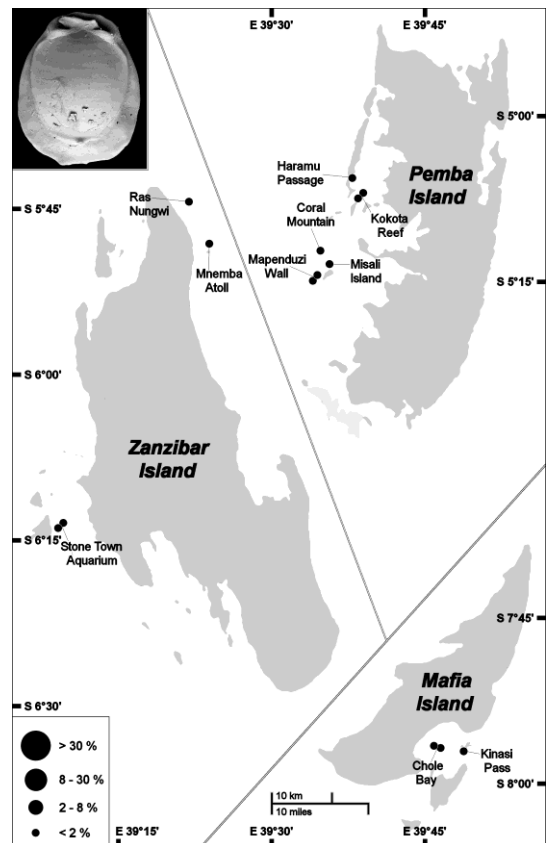 E 39°30'
E 39°45'
S 5°00'
Haramu
Passage
Pemba
Island
Ras
Nungwi
S 5°45'
Coral
Mountain
Kokota
Reef
Mnemba
Atoll
Mapenduzi
Wall
Misali
Island
S 5°15'
S 6°00'
Zanzibar
Island
S 6°15'
Stone Town
Aquarium
S 7°45'
Mafia
Island
S 6°30'
> 30 %
8 - 30 %
2 - 8 %
< 2 %
Chole
Bay
Kinasi
Pass
10 km
10 miles
S 8°00'
E 39°15'
E 39°30'
E 39°45'